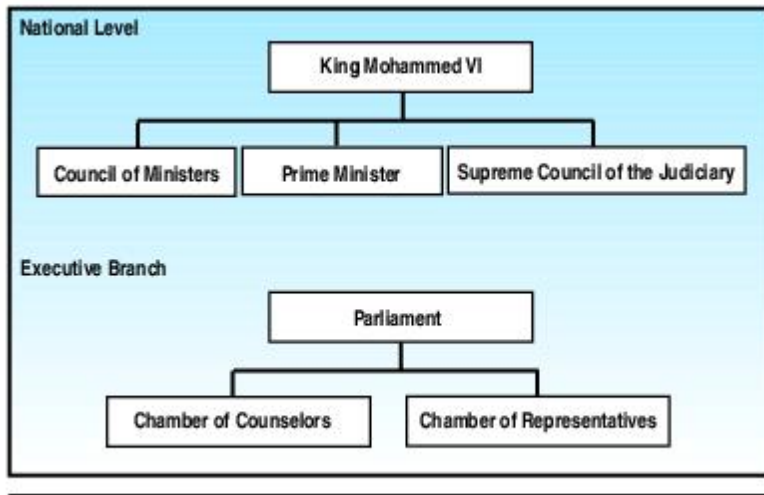 National Level
King Mohammed VI
Council of Ministers
Prime Minister
Supreme Council of the Judiciary
Executive Branch
Parliament
Chamber of Counselors
Chamber of Representatives